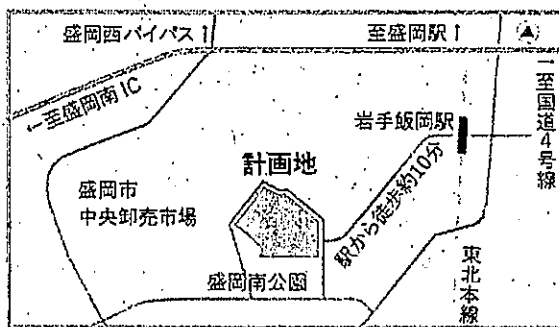 盛岡西バイパス↑
至盛岡駅↑
←至盛岡南IC
→至国道4号線
岩手飯岡駅
計画地
駅から徒歩約10分
盛岡市
中央卸売市場
盛岡南公園
東北本線